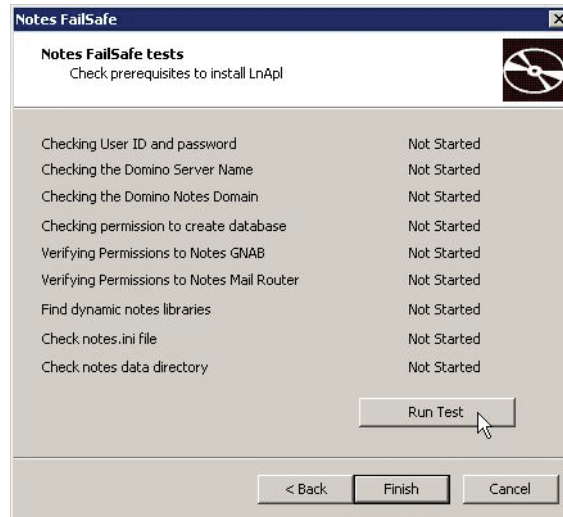 Notes FailSafe
Notes FailSafe tests
Check prerequisites to install LnApl
Checking User ID and password Not Started
Checking the Domino Server Name Not Started
Checking the Domino Notes Domain Not Started
Checking permission to create database Not Started
Verifying Permissions to Notes GNAB Not Started
Verifying Permissions to Notes Mail Router Not Started
Find dynamic notes libraries Not Started
Check notes.ini file Not Started
Check notes data directory Not Started
Run Test
< Back Finish Cancel